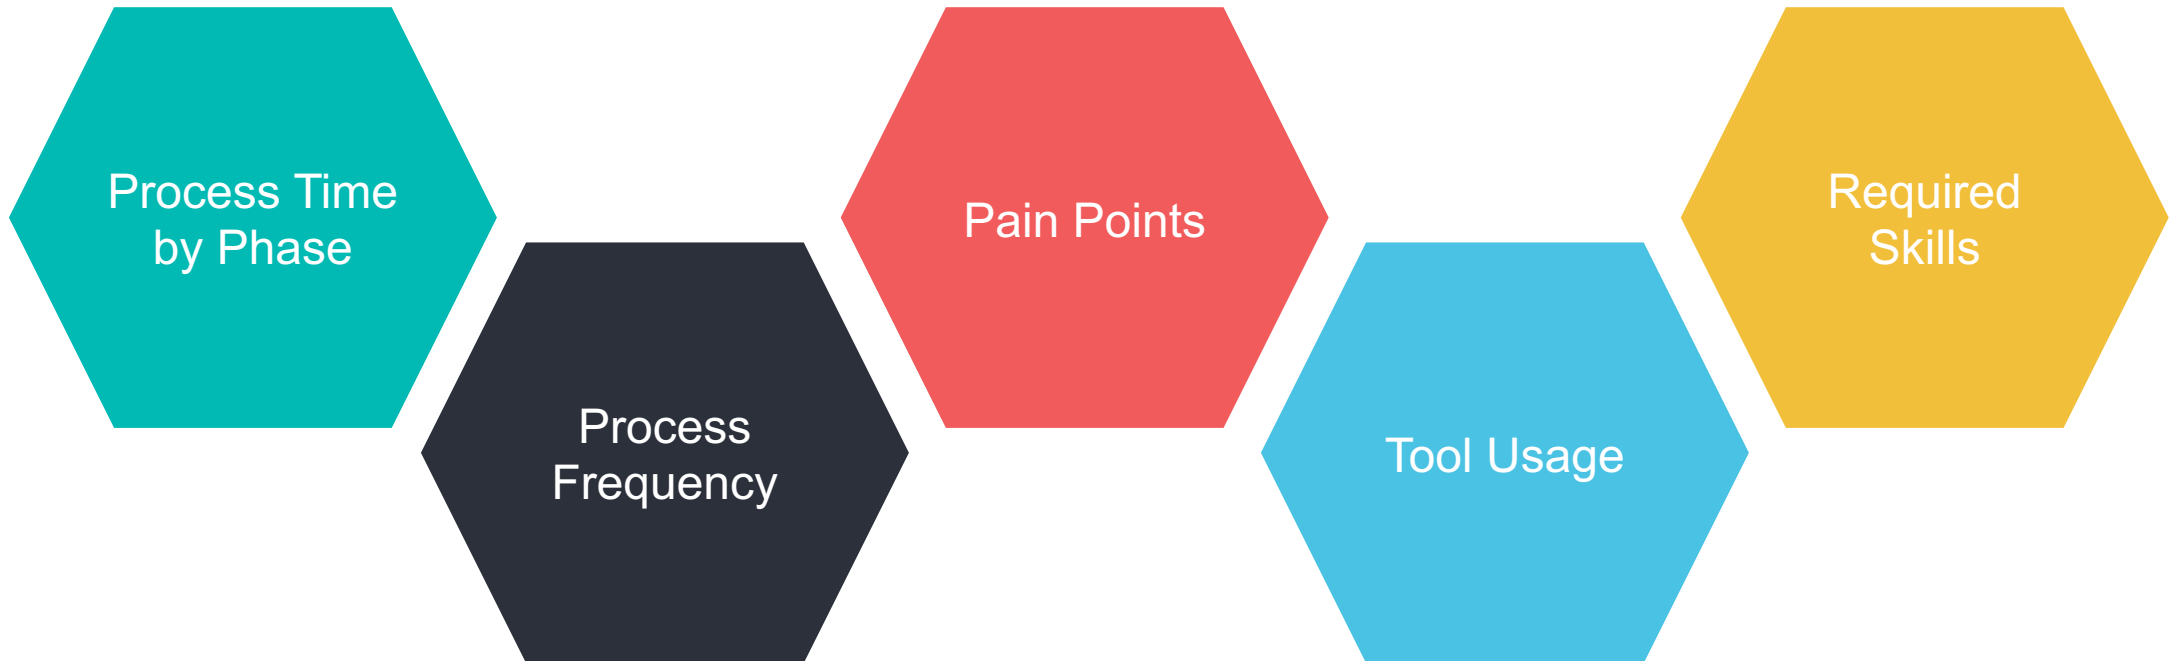 Process Time
by Phase
Process
Frequency
Pain Points
Tool Usage
Required
Skills